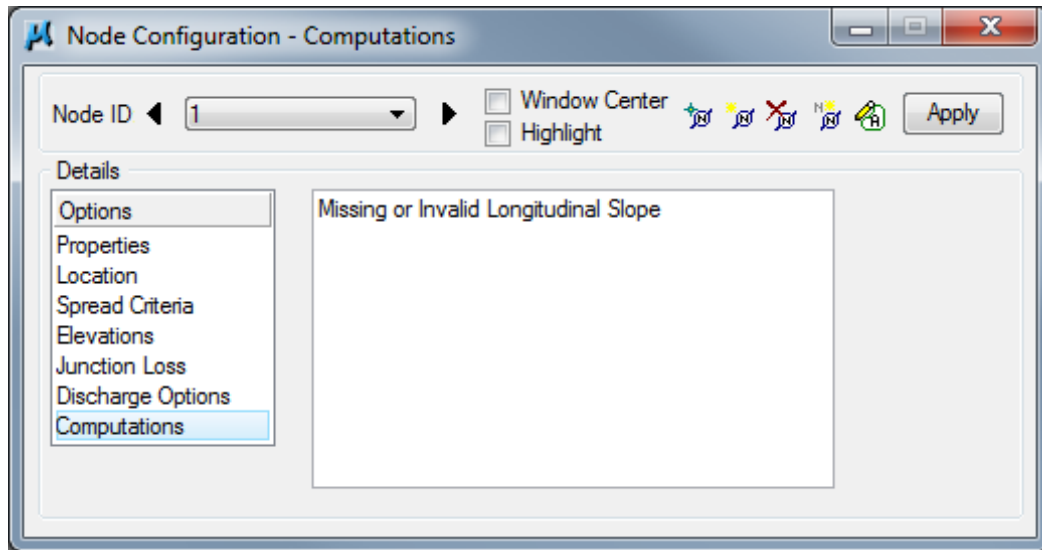 Node Configuration - Computations
Node ID 1 Window Center
Highlight
Apply
Details
Options
Properties
Location
Spread Criteria
Elevations
Junction Loss
Discharge Options
Computations
Missing or Invalid Longitudinal Slope